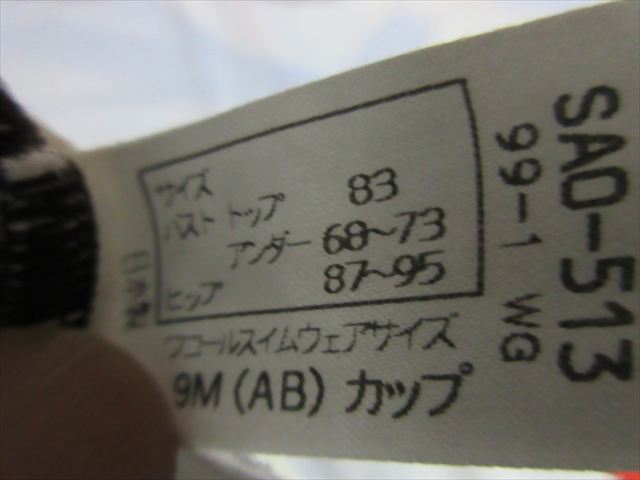 サイズ
バスト トップ 83
アンダー 68~73
ヒップ 87~95
ワコールスイムウェアサイズ
9M (AB) カップ
日本製
99-1 WG
SAO-513